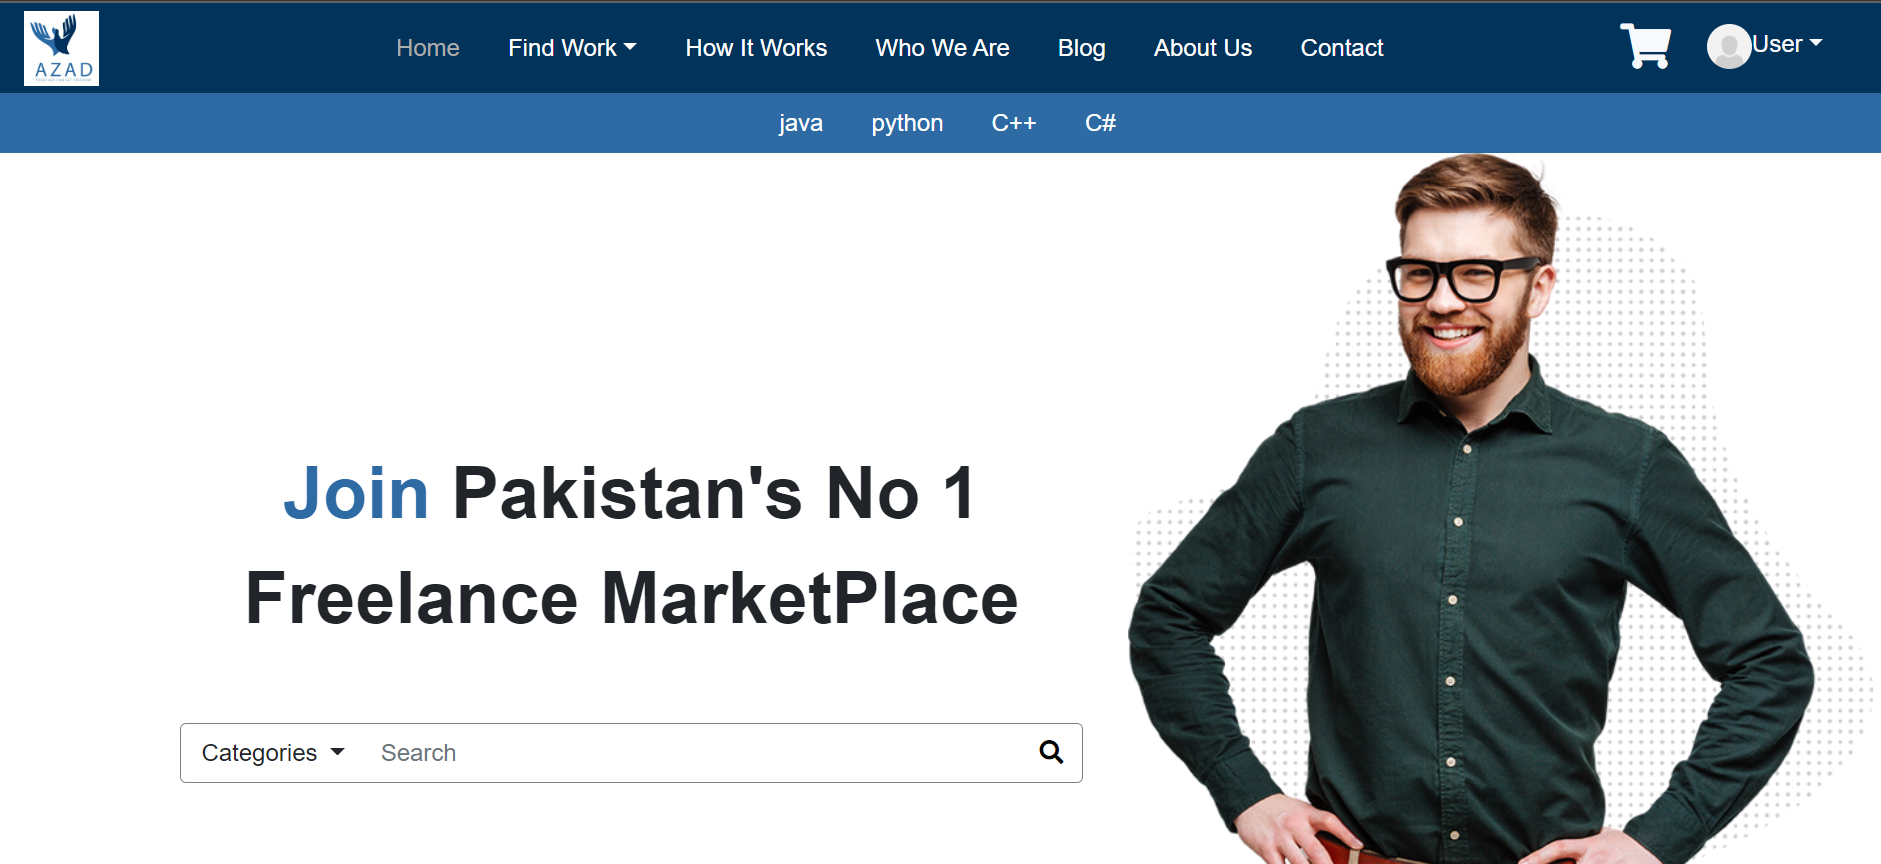 AZAD
Home Find Work How It Works Who We Are Blog About Us Contact User
java python C++ C#
Join Pakistan's No 1
Freelance MarketPlace
Categories Search